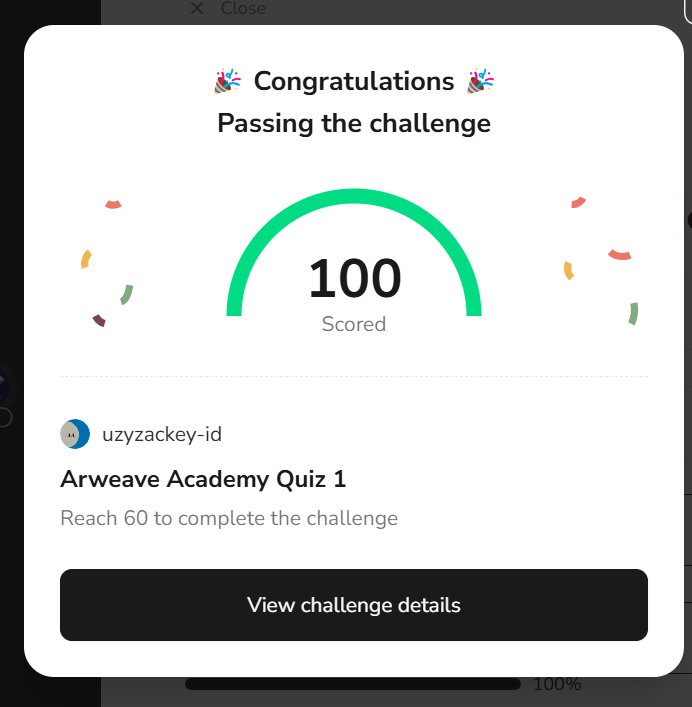 Close
Congratulations
Passing the challenge
100
Scored
uzyzackey-id
Arweave Academy Quiz 1
Reach 60 to complete the challenge
View challenge details
100%